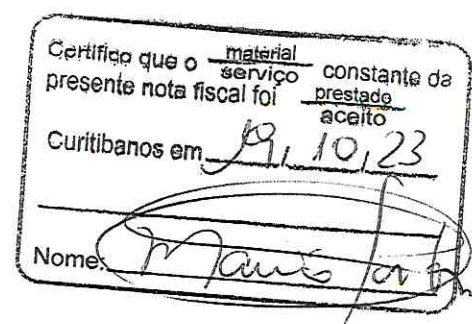 Certifico que o material constante da
serviço
presente nota fiscal foi prestado
aceito
Curitibanos em 19, 10, 23
Nome: